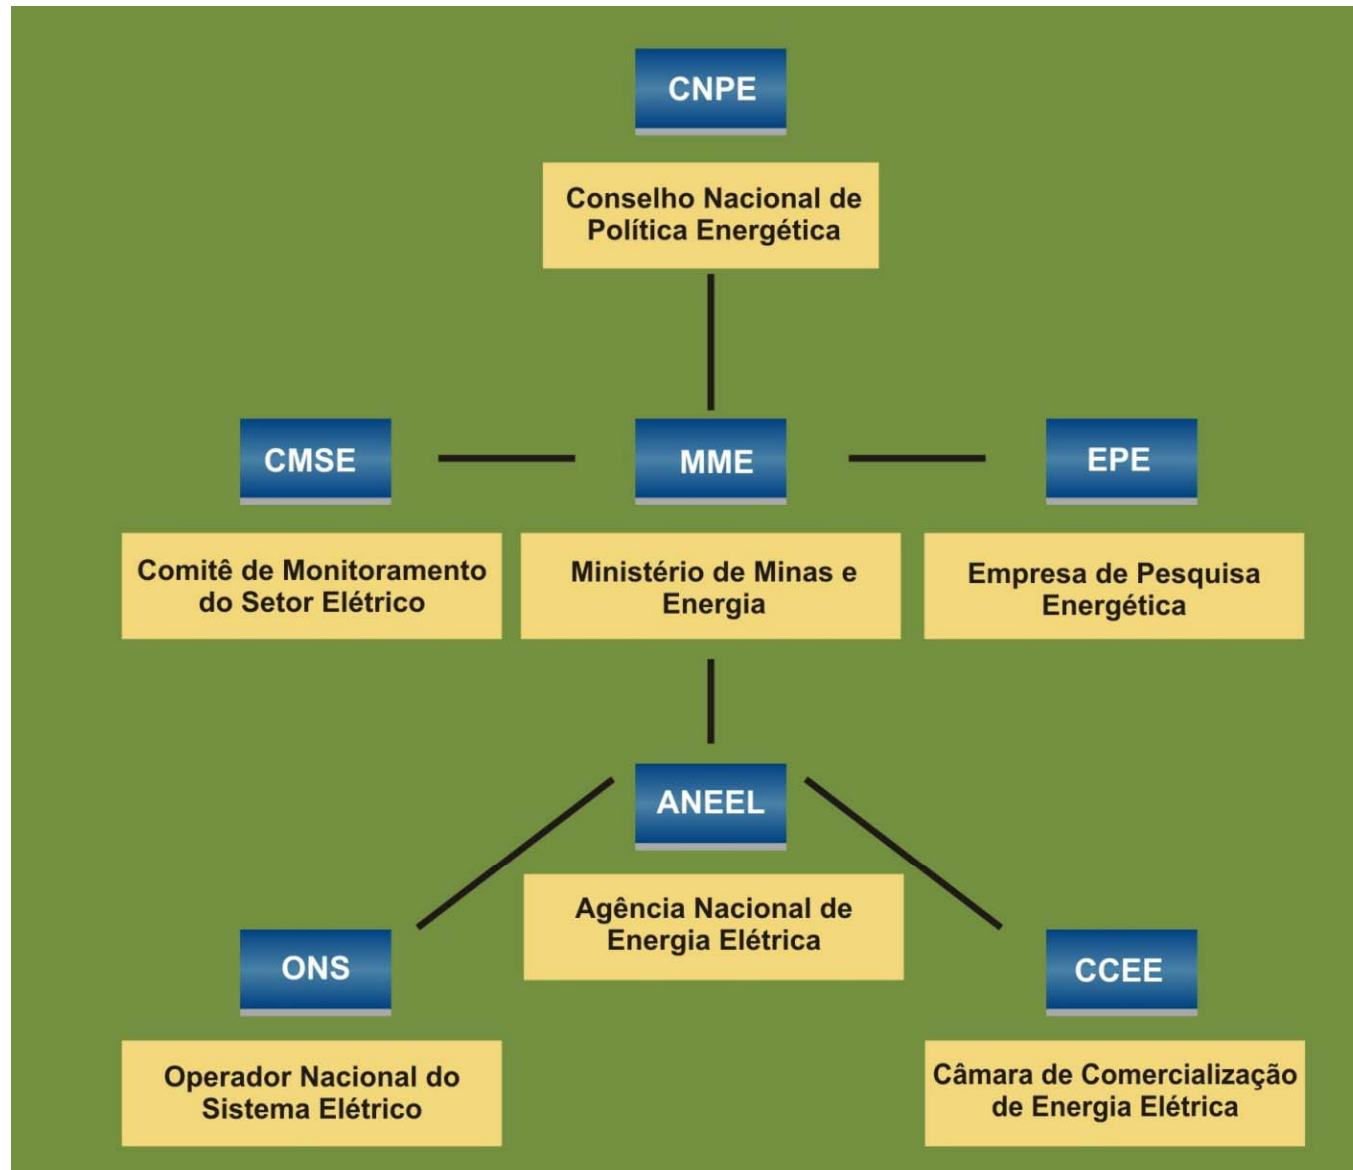 CNPE
Conselho Nacional de
Política Energética
CMSE
MME
EPE
Comitê de Monitoramento
do Setor Elétrico
Ministério de Minas e
Energia
Empresa de Pesquisa
Energética
ANEEL
Agência Nacional de
Energia Elétrica
ONS
CCEE
Operador Nacional do
Sistema Elétrico
Câmara de Comercialização
de Energia Elétrica